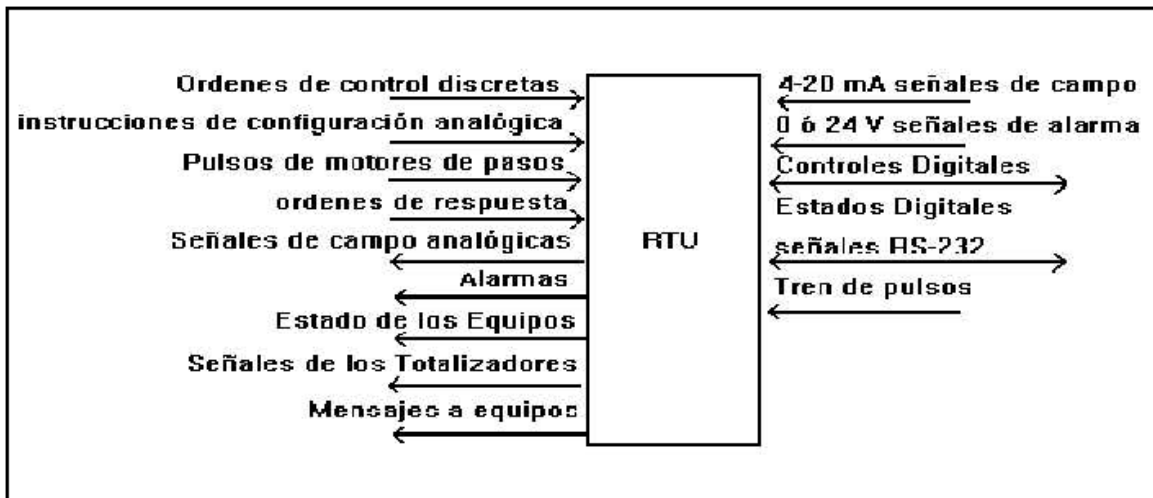 Ordenes de control discretas
instrucciones de configuración analógica
Pulsos de motores de pasos
ordenes de respuesta
Señales de campo analógicas
Alarmas
Estado de los Equipos
Señales de los Totalizadores
Mensajes a equipos
RTU
4-20 mA señales de campo
0 ó 24 V señales de alarma
Controles Digitales
Estados Digitales
señales RS-232
Tren de pulsos